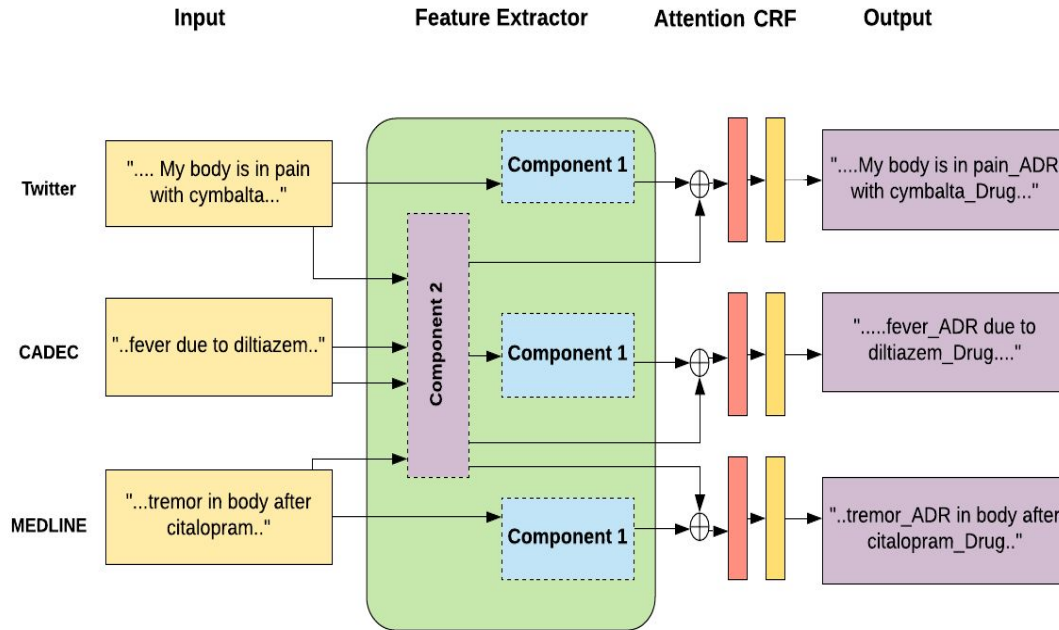 Input Feature Extractor Attention CRF Output
Twitter
".... My body is in pain
with cymbalta..."
Component 1
"....My body is in pain_ADR
with cymbalta_Drug..."
Component 2
CADEC
"..fever due to diltiazem.."
Component 1
".....fever_ADR due to
diltiazem_Drug...."
MEDLINE
"...tremor in body after
citalopram.."
Component 1
"..tremor_ADR in body after
citalopram_Drug.."